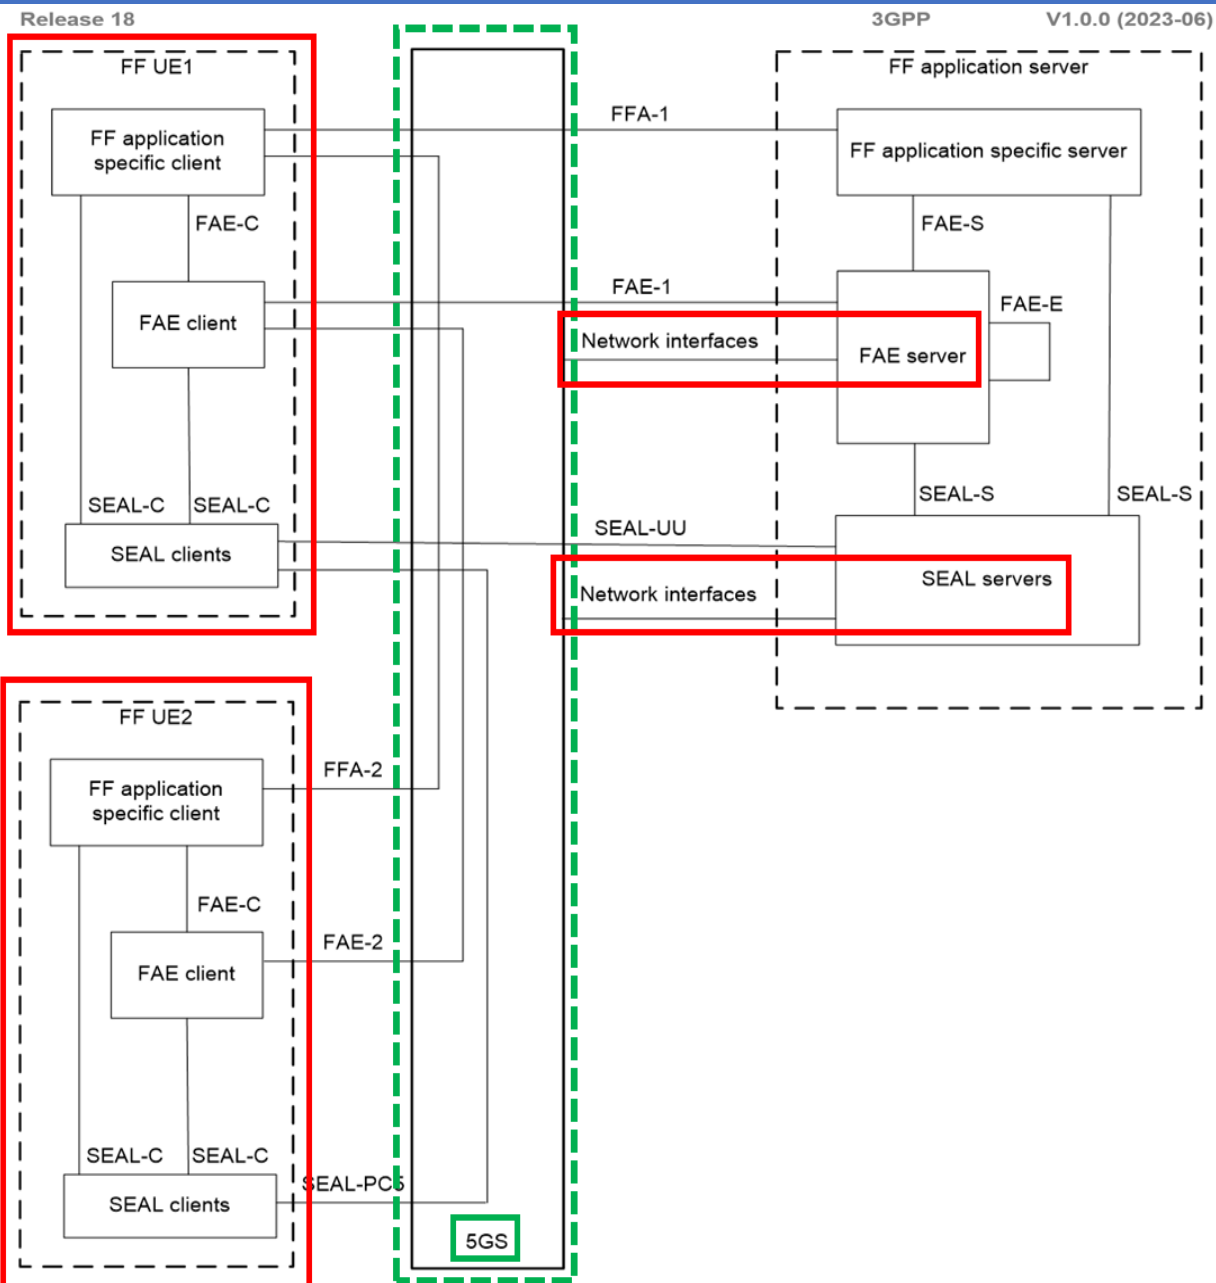 Release 18
3GPP
V1.0.0 (2023-06)
FF UE1
FF application
specific client
FAE-C
FAE client
SEAL-C
SEAL-C
SEAL clients
FFA-1
FAE-1
Network interfaces
SEAL-UU
Network interfaces
FF application server
FF application specific server
FAE-S
FAE-E
FAE server
SEAL-S
SEAL-S
SEAL servers
FF UE2
FF application
specific client
FAE-C
FAE client
SEAL-C
SEAL-C
SEAL clients
FFA-2
FAE-2
SEAL-PC5
5GS